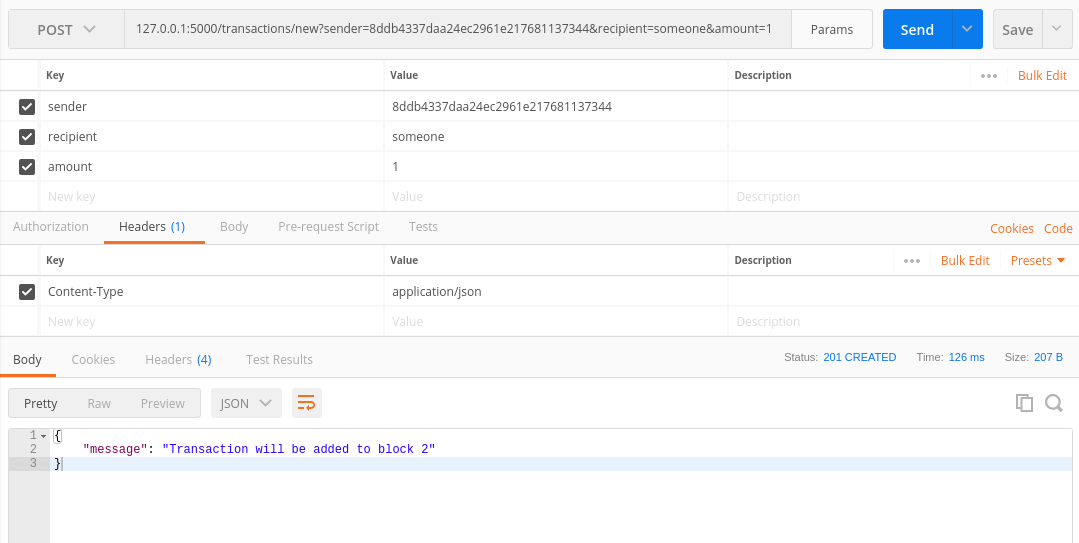 POST 127.0.0.1:5000/transactions/new?sender=8ddb4337daa24ec2961e217681137344&recipient=someone&amount=1 Params Send Save
Key Value Description ••• Bulk Edit
sender 8ddb4337daa24ec2961e217681137344
recipient someone
amount 1
New key Value Description
Authorization Headers (1) Body Pre-request Script Tests Cookies Code
Key Value Description ••• Bulk Edit Presets
Content-Type application/json
New key Value Description
Body Cookies Headers (4) Test Results Status: 201 CREATED Time: 126 ms Size: 207 B
Pretty Raw Preview JSON
1 {
2 "message": "Transaction will be added to block 2"
3 }